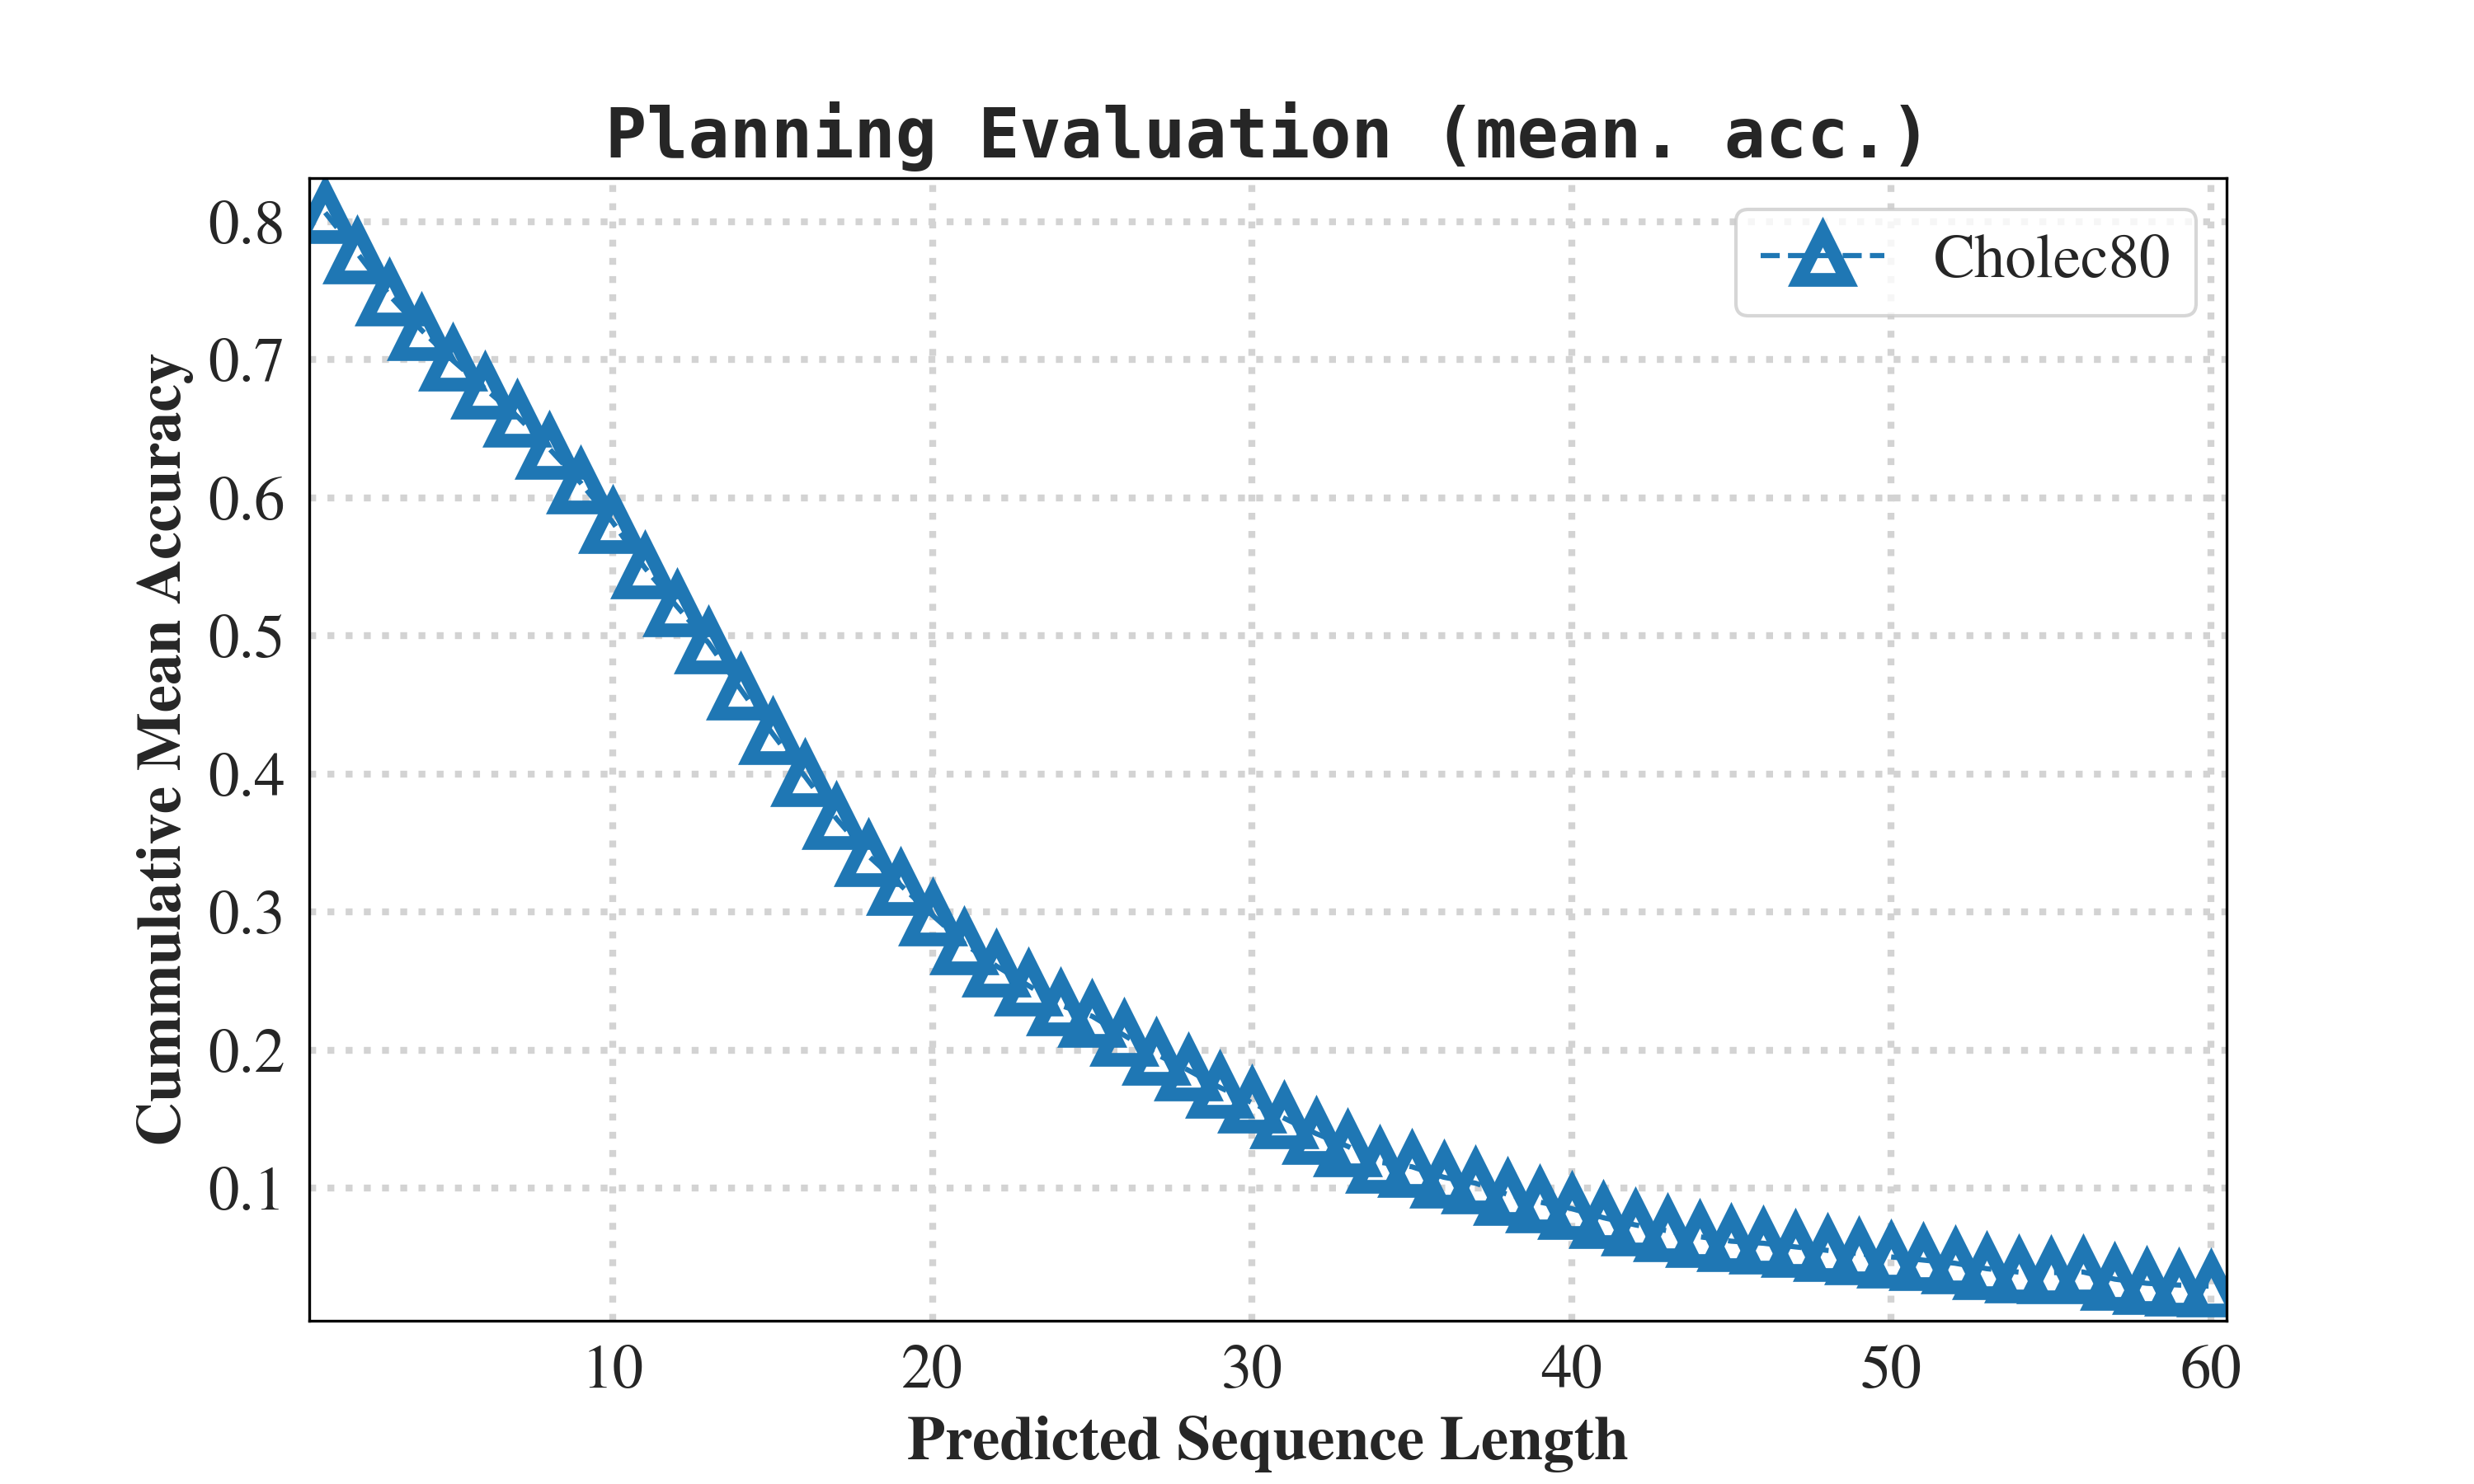 Planning Evaluation (mean. acc.)
Cholec80
Cummulative Mean Accuracy
0.8
0.7
0.6
0.5
0.4
0.3
0.2
0.1
10 20 30 40 50 60
Predicted Sequence Length